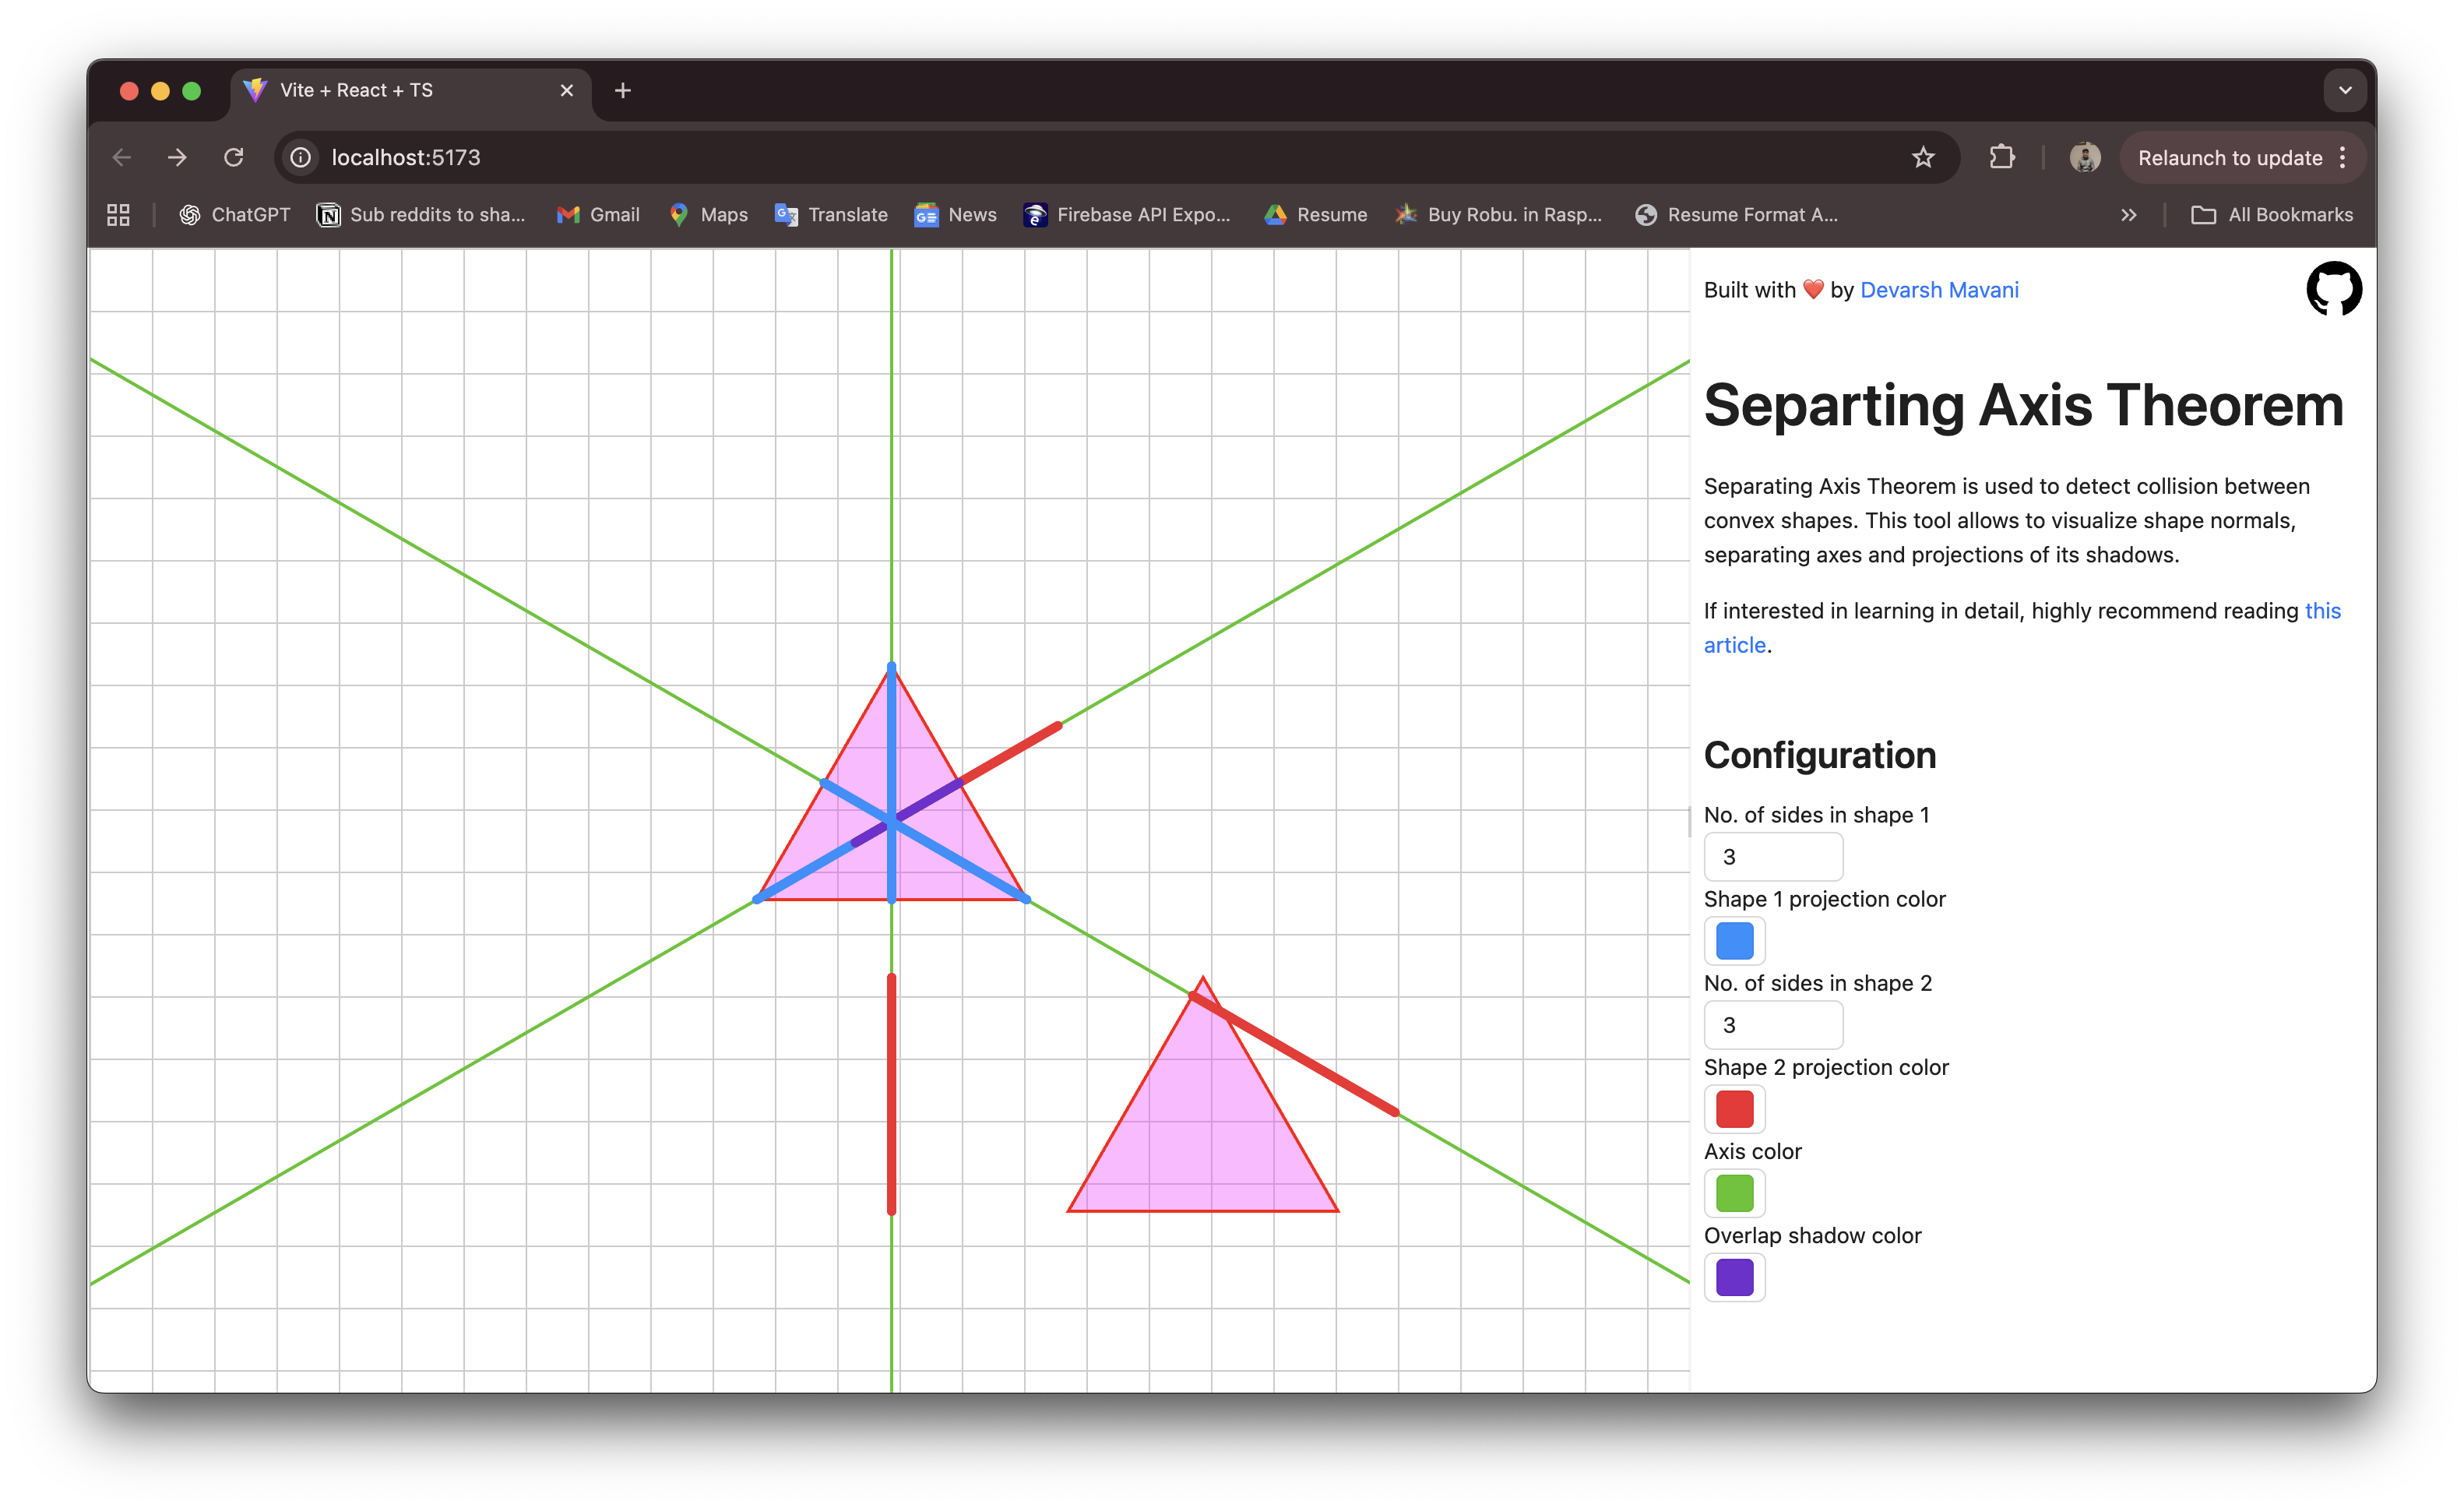 Vite + React + TS
localhost:5173
Relaunch to update
ChatGPT
Sub reddits to sha...
Gmail
Maps
Translate
News
Firebase API Expo...
Resume
Buy Robu. in Rasp...
Resume Format A...
All Bookmarks
Built with ❤️ by Devarsh Mavani
Separting Axis Theorem
Separating Axis Theorem is used to detect collision between
convex shapes. This tool allows to visualize shape normals,
separating axes and projections of its shadows.
If interested in learning in detail, highly recommend reading this
article.
Configuration
No. of sides in shape 1
3
Shape 1 projection color
No. of sides in shape 2
3
Shape 2 projection color
Axis color
Overlap shadow color